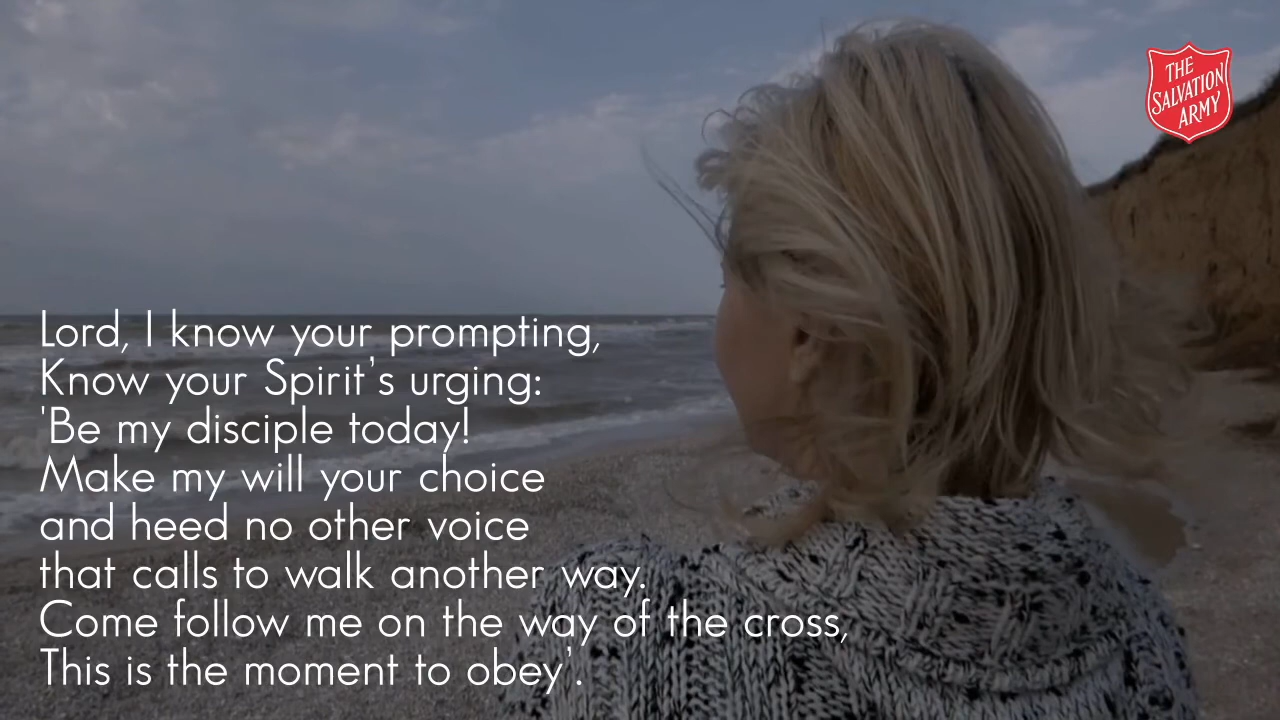 THE
SALVATION
ARMY
Lord, I know your prompting,
Know your Spirit's urging:
'Be my disciple today!
Make my will your choice
and heed no other voice
that calls to walk another way.
Come follow me on the way of the cross,
This is the moment to obey'.